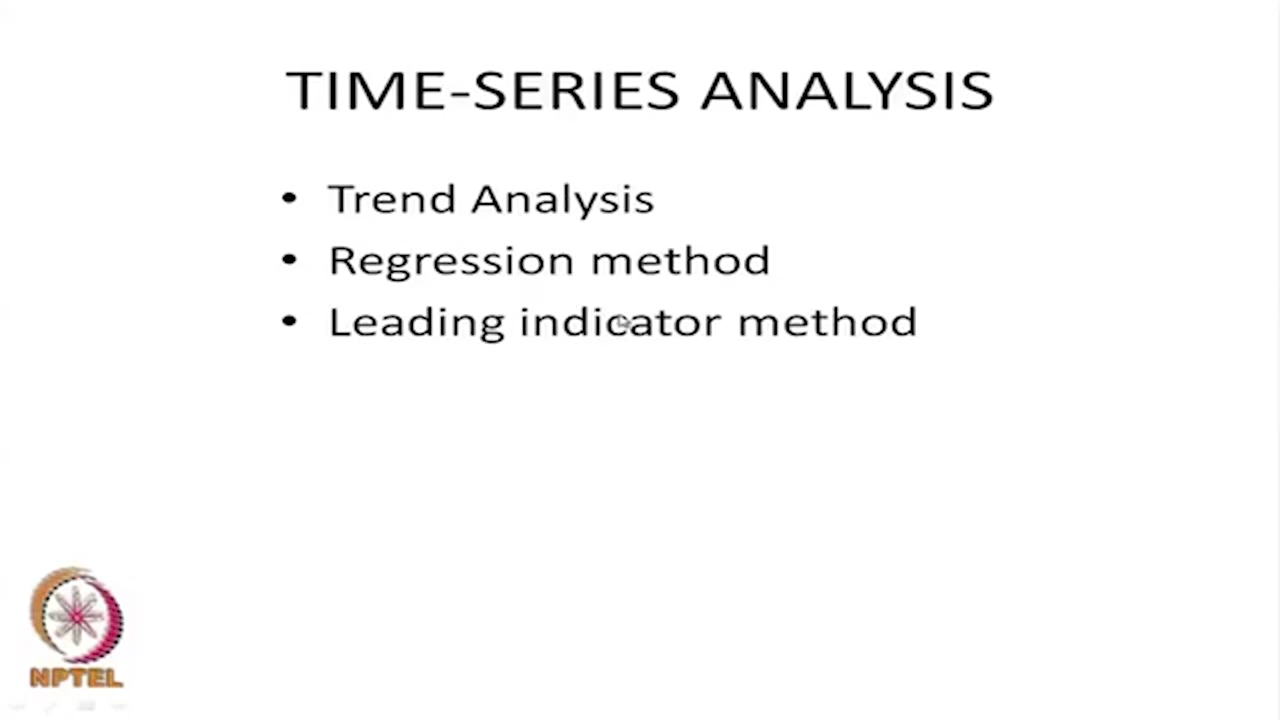 TIME-SERIES ANALYSIS
• Trend Analysis
• Regression method
• Leading indicator method
NPTEL